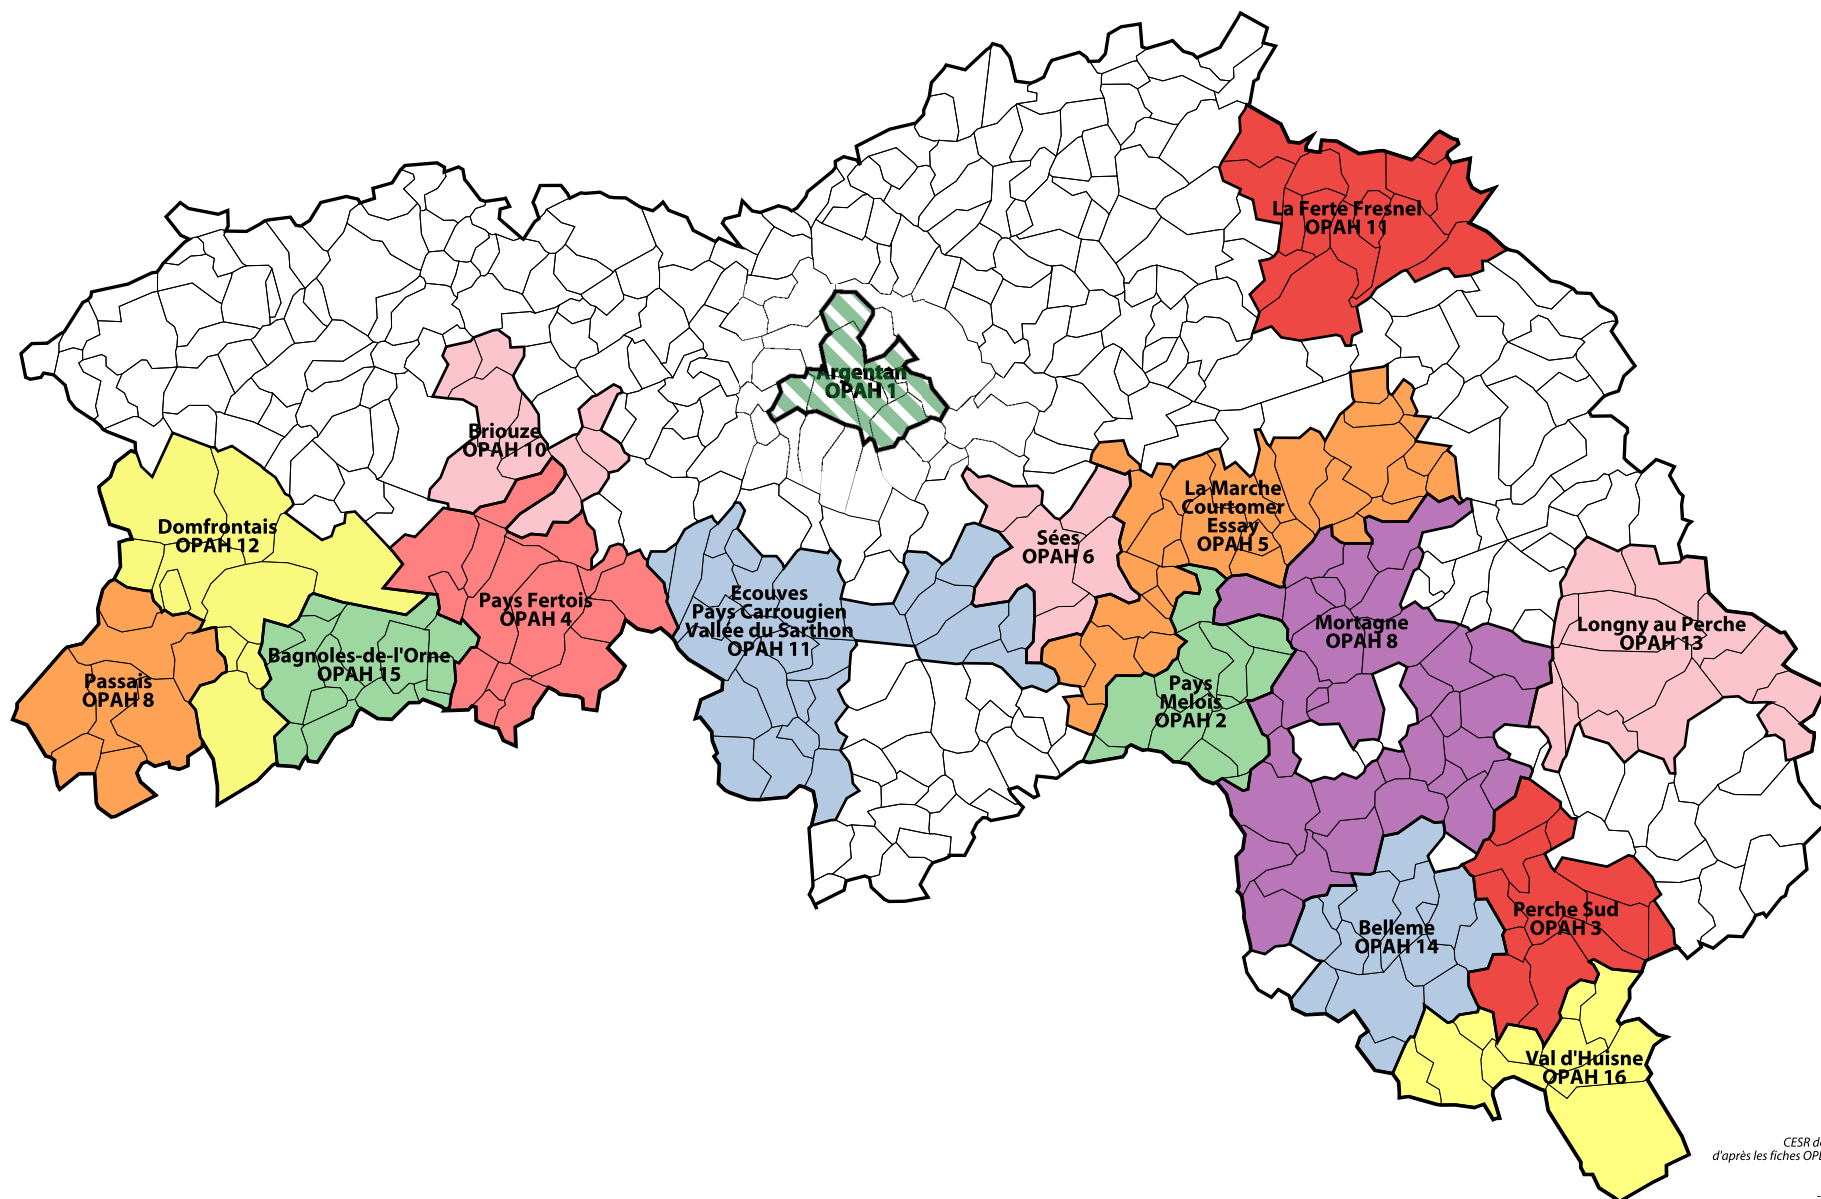 La Ferte Fresnel
OPAH 11
Argentan
OPAH 1
Briouze
OPAH 10
Domfrontais
OPAH 12
La Marche
Courtomer
Essay
OPAH 5
Sées
OPAH 6
Pays Fertois
OPAH 4
Ecouves
Pays Carrougien
Vallée du Sarthon
OPAH 11
Mortagne
OPAH 8
Longny au Perche
OPAH 13
Bagnoles-de-l'Orne
OPAH 15
Passais
OPAH 8
Pays
Melois
OPAH 2
Belleme
OPAH 14
Perche Sud
OPAH 3
Val d'Huisne
OPAH 16
CESR
d'après les fiches